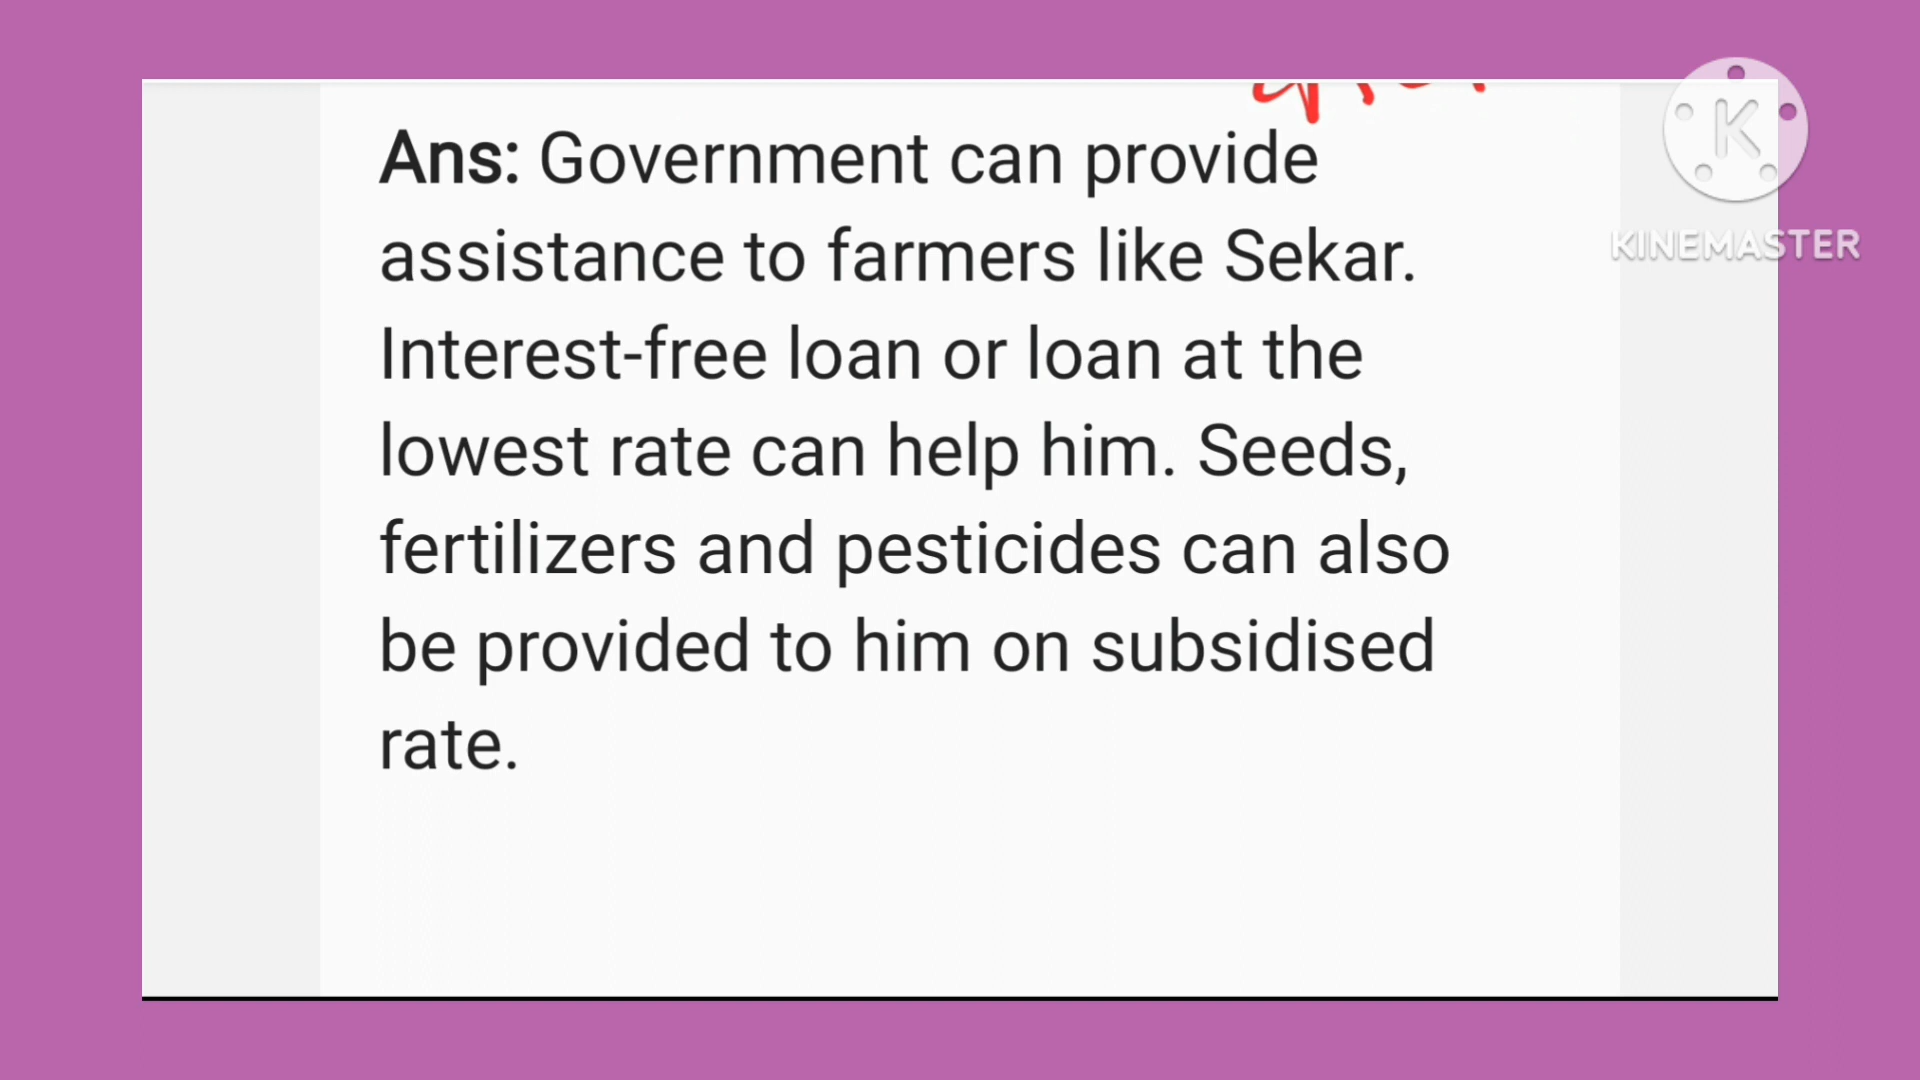 Ans: Government can provide
assistance to farmers like Sekar.
Interest-free loan or loan at the
lowest rate can help him. Seeds,
fertilizers and pesticides can also
be provided to him on subsidised
rate.
K
KINEMASTER